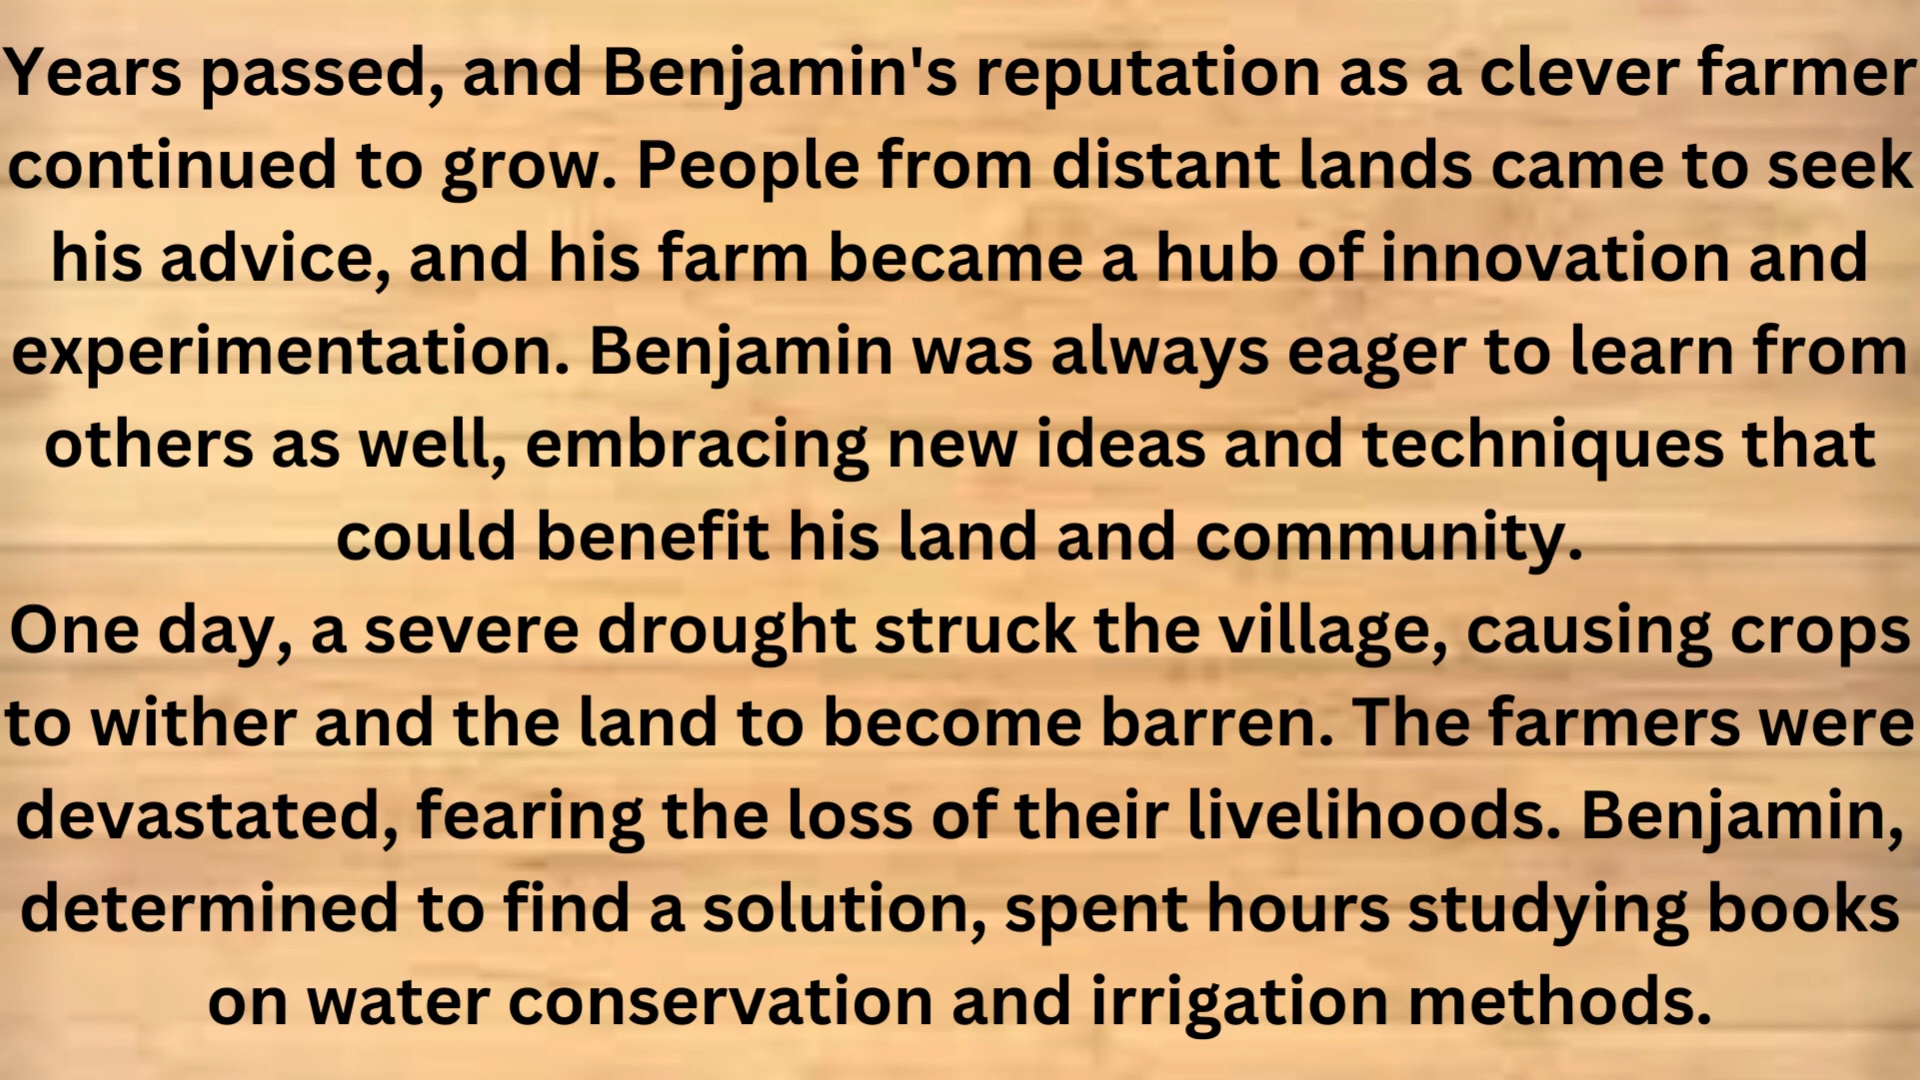 Years passed, and Benjamin's reputation as a clever farmer
continued to grow. People from distant lands came to seek
his advice, and his farm became a hub of innovation and
experimentation. Benjamin was always eager to learn from
others as well, embracing new ideas and techniques that
could benefit his land and community.
One day, a severe drought struck the village, causing crops
to wither and the land to become barren. The farmers were
devastated, fearing the loss of their livelihoods. Benjamin,
determined to find a solution, spent hours studying books
on water conservation and irrigation methods.